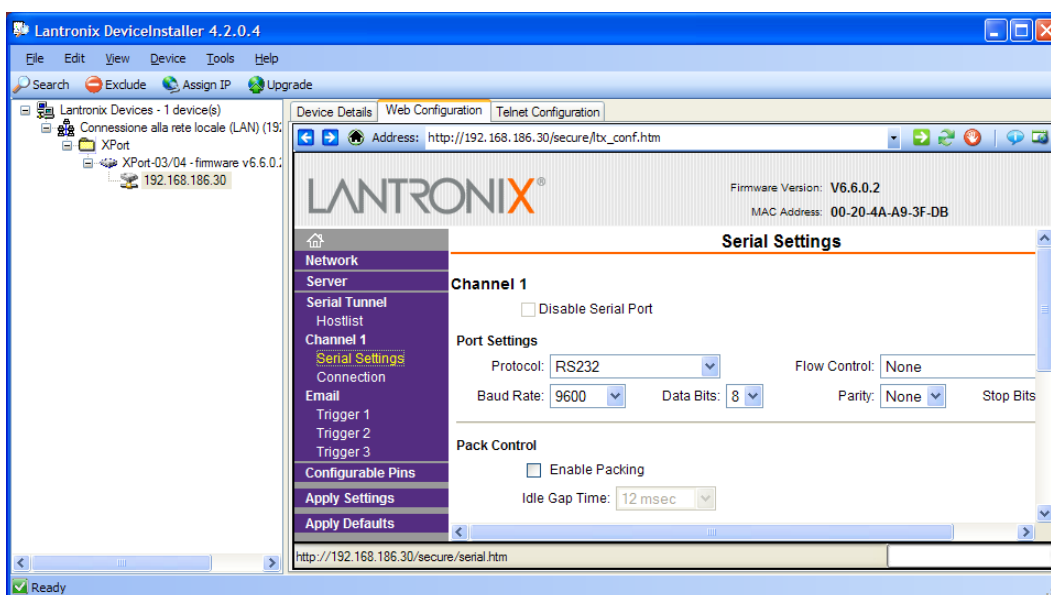 Lantronix DeviceInstaller 4.2.0.4
File Edit View Device Tools Help
Search Exclude Assign IP Upgrade
Lantronix Devices - 1 device(s)
Connessione alla rete locale (LAN) (192
XPort
XPort-03/04 - firmware v6.6.0.2
192.168.186.30
Device Details Web Configuration Telnet Configuration
Address: http://192.168.186.30/secure/ltx_conf.htm
LANTRONIX®
Firmware Version: V6.6.0.2
MAC Address: 00-20-4A-A9-3F-DB
Network
Server
Serial Tunnel
Hostlist
Channel 1
Serial Settings
Connection
Email
Trigger 1
Trigger 2
Trigger 3
Configurable Pins
Apply Settings
Apply Defaults
Serial Settings
Channel 1
Disable Serial Port
Port Settings
Protocol: RS232 Flow Control: None
Baud Rate: 9600 Data Bits: 8 Parity: None Stop Bits
Pack Control
Enable Packing
Idle Gap Time: 12 msec
http://192.168.186.30/secure/serial.htm
Ready